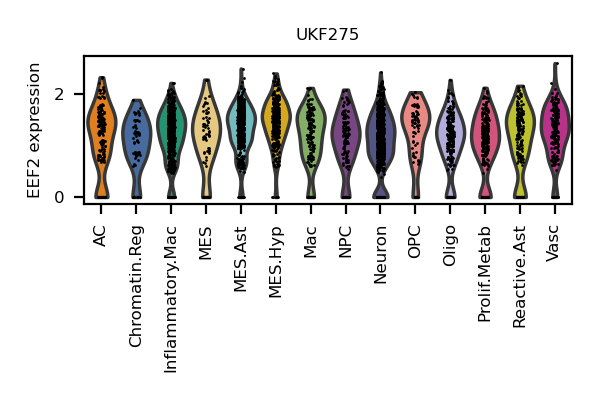 UKF275
EEF2 expression
2
0
AC
Chromatin.Reg
Inflammatory.Mac
MES
MES.Ast
MES.Hyp
Mac
NPC
Neuron
OPC
Oligo
Prolif.Metab
Reactive.Ast
Vasc